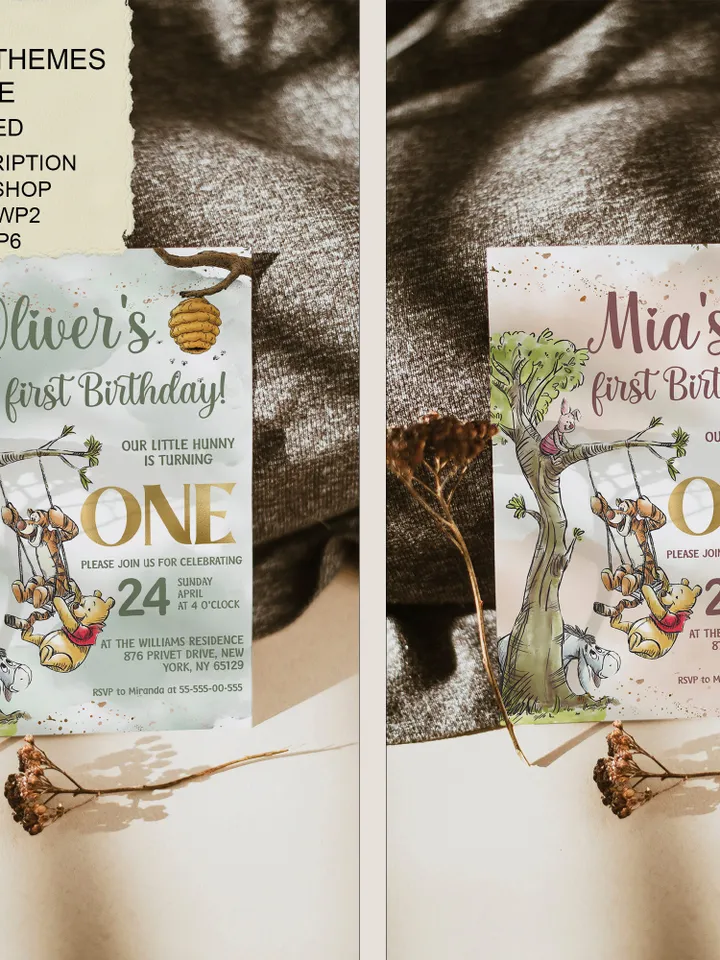 THEMES
E
ED
RIPTION
SHOP
WP2
P6
Oliver's
first Birthday!
OUR LITTLE HUNNY
IS TURNING
ONE
PLEASE JOIN US FOR CELEBRATING
24
SUNDAY
APRIL
AT 4 O'CLOCK
AT THE WILLIAMS RESIDENCE
876 PRIVET DRIVE, NEW
YORK, NY 65129
RSVP to Miranda at 55-555-00-555
Mia's
first Birt
OU
O
PLEASE JOIN
2
AT THE
87
RSVP to M